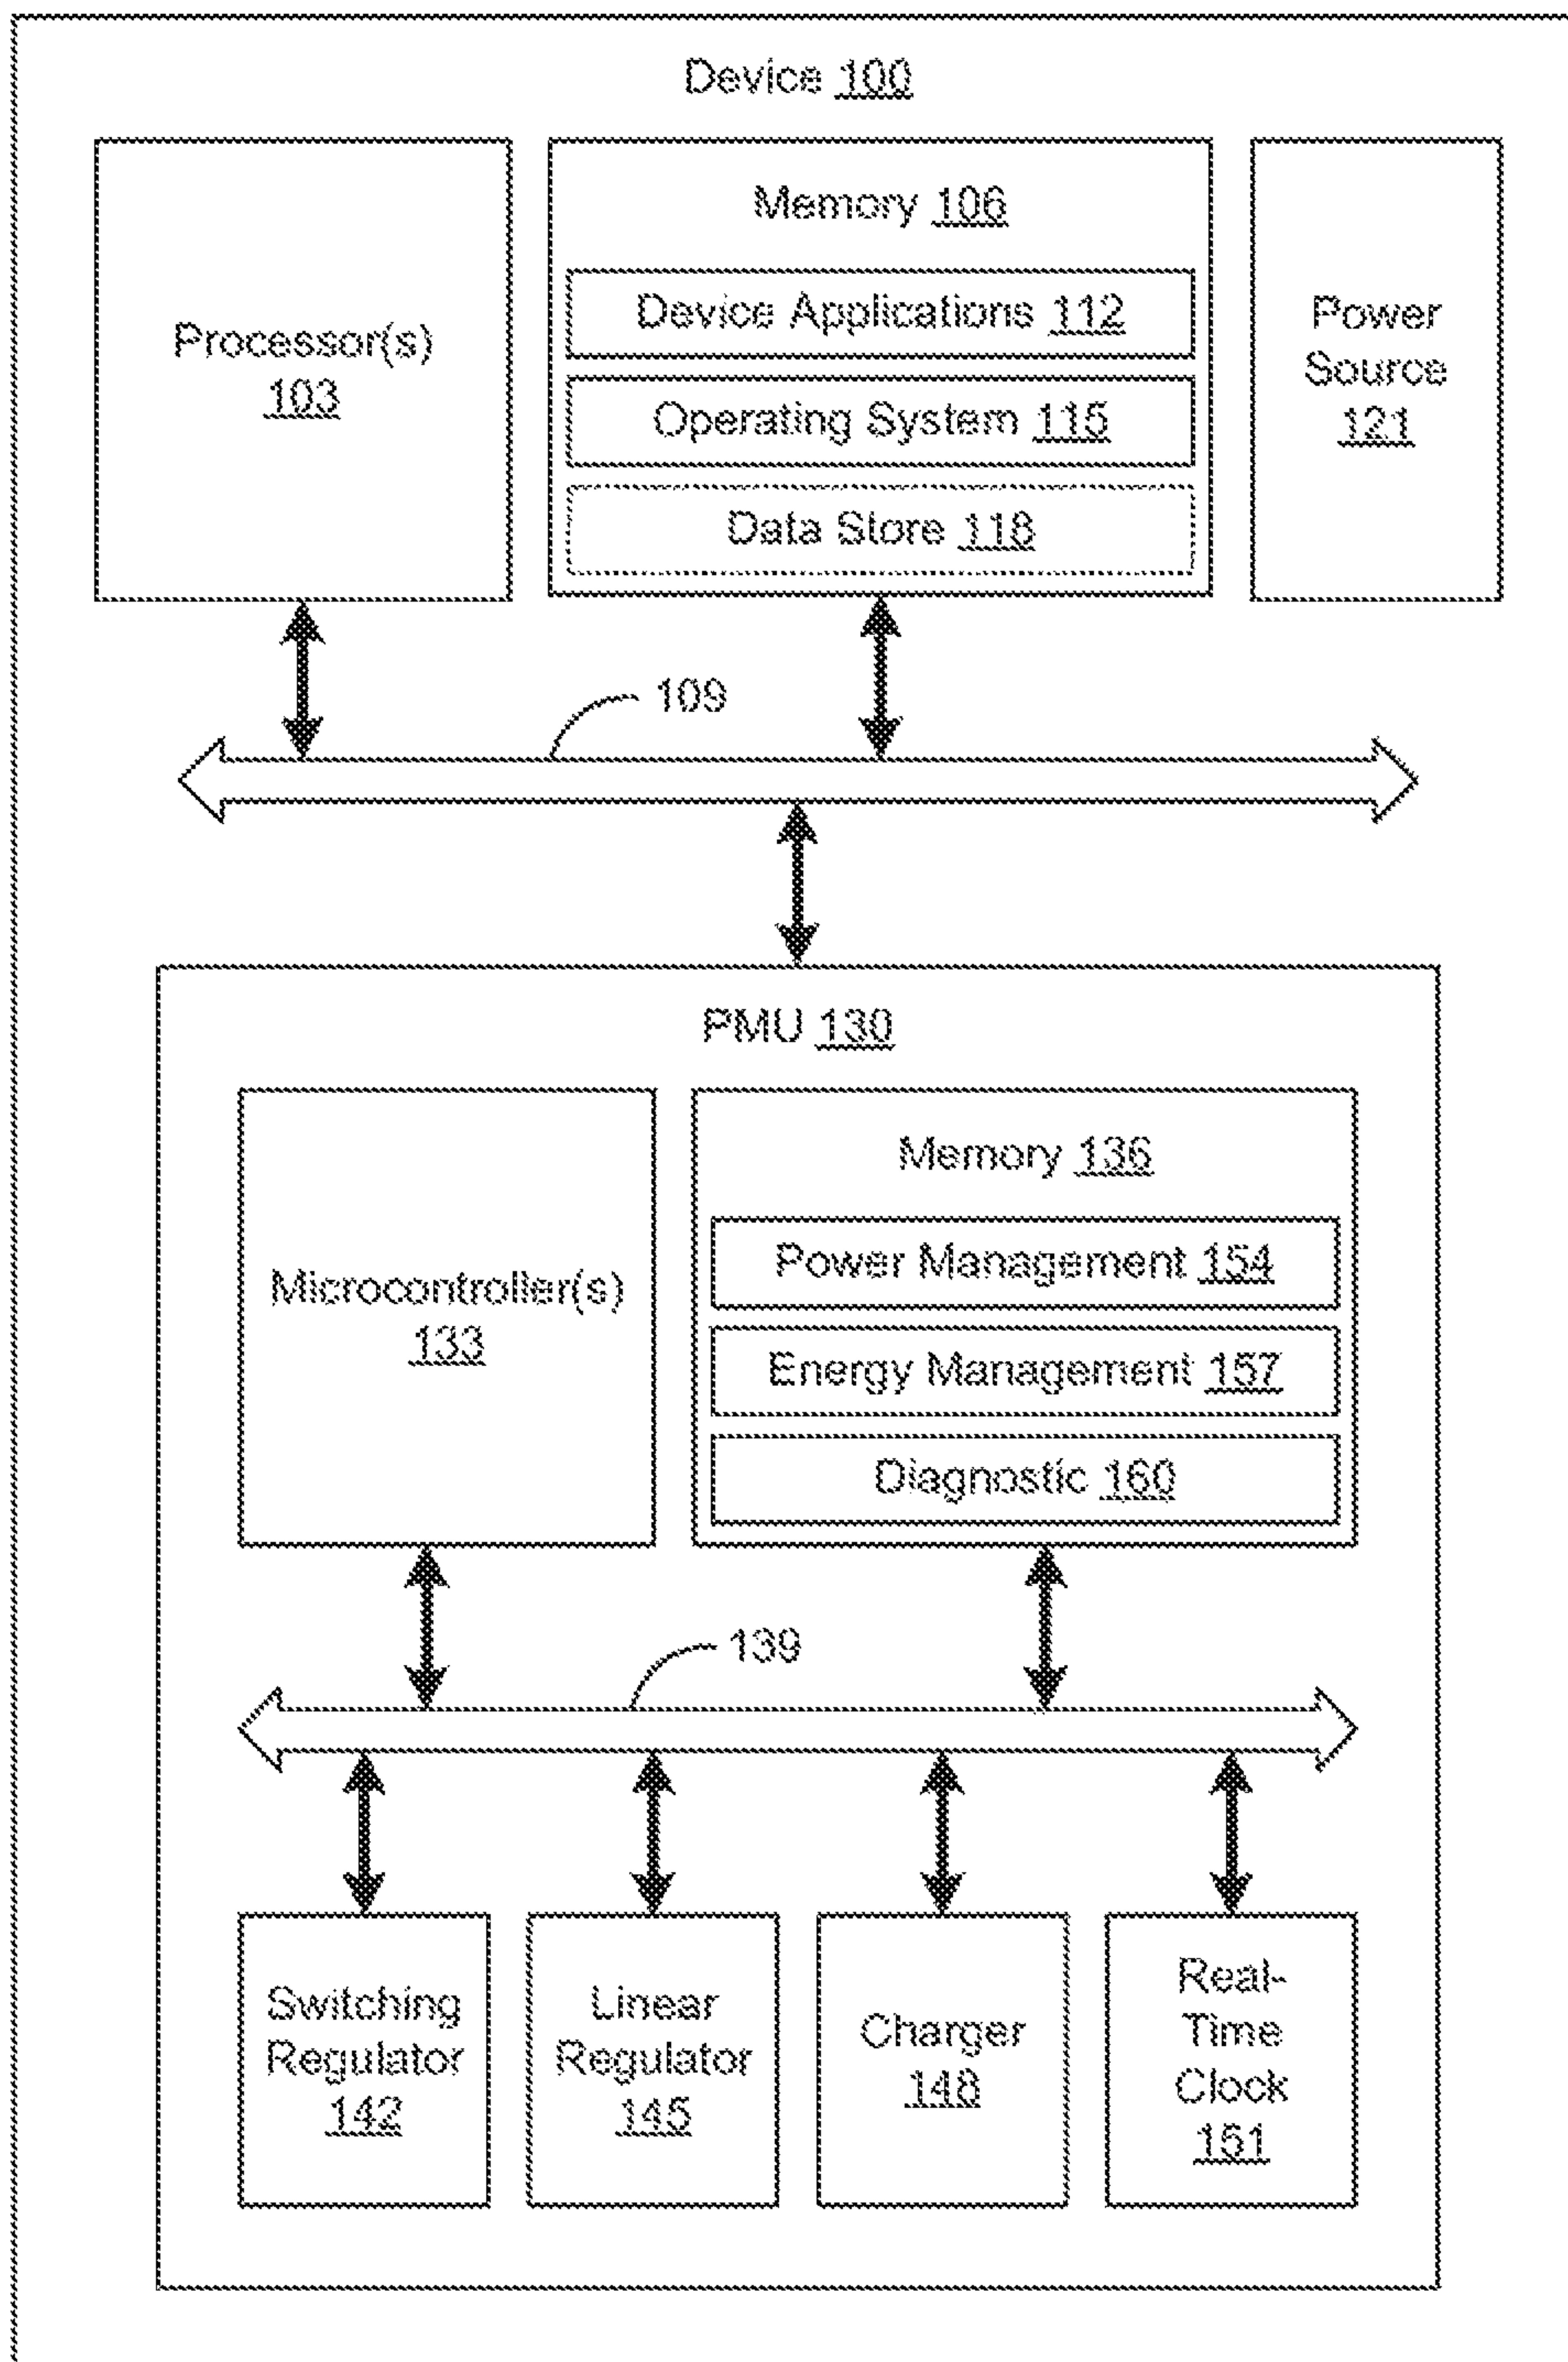 Device 100
Processor(s)
103
Memory 106
Device Applications 112
Operating System 115
Data Store 118
Power
Source
121
109
PMU 130
Microcontroller(s)
133
Memory 136
Power Management 154
Energy Management 157
Diagnostic 160
139
Switching
Regulator
142
Linear
Regulator
145
Charger
148
Real-
Time
Clock
151